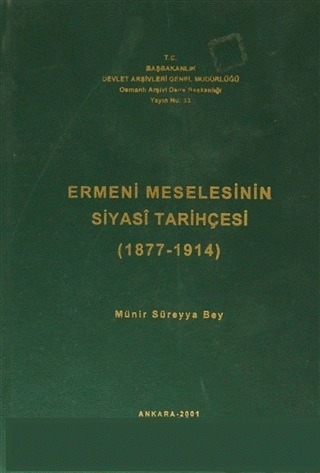 T.C.
BAŞBAKANLIK
DEVLET ARŞİVLERİ GENEL MÜDÜRLÜĞÜ
Osmanlı Arşivi Daire Başkanlığı
Yayın Nu.
ERMENİ MESELESİNİN
SİYASÎ TARİHÇESİ
(1877-1914)
Münir Süreyya Bey
ANKARA-2001